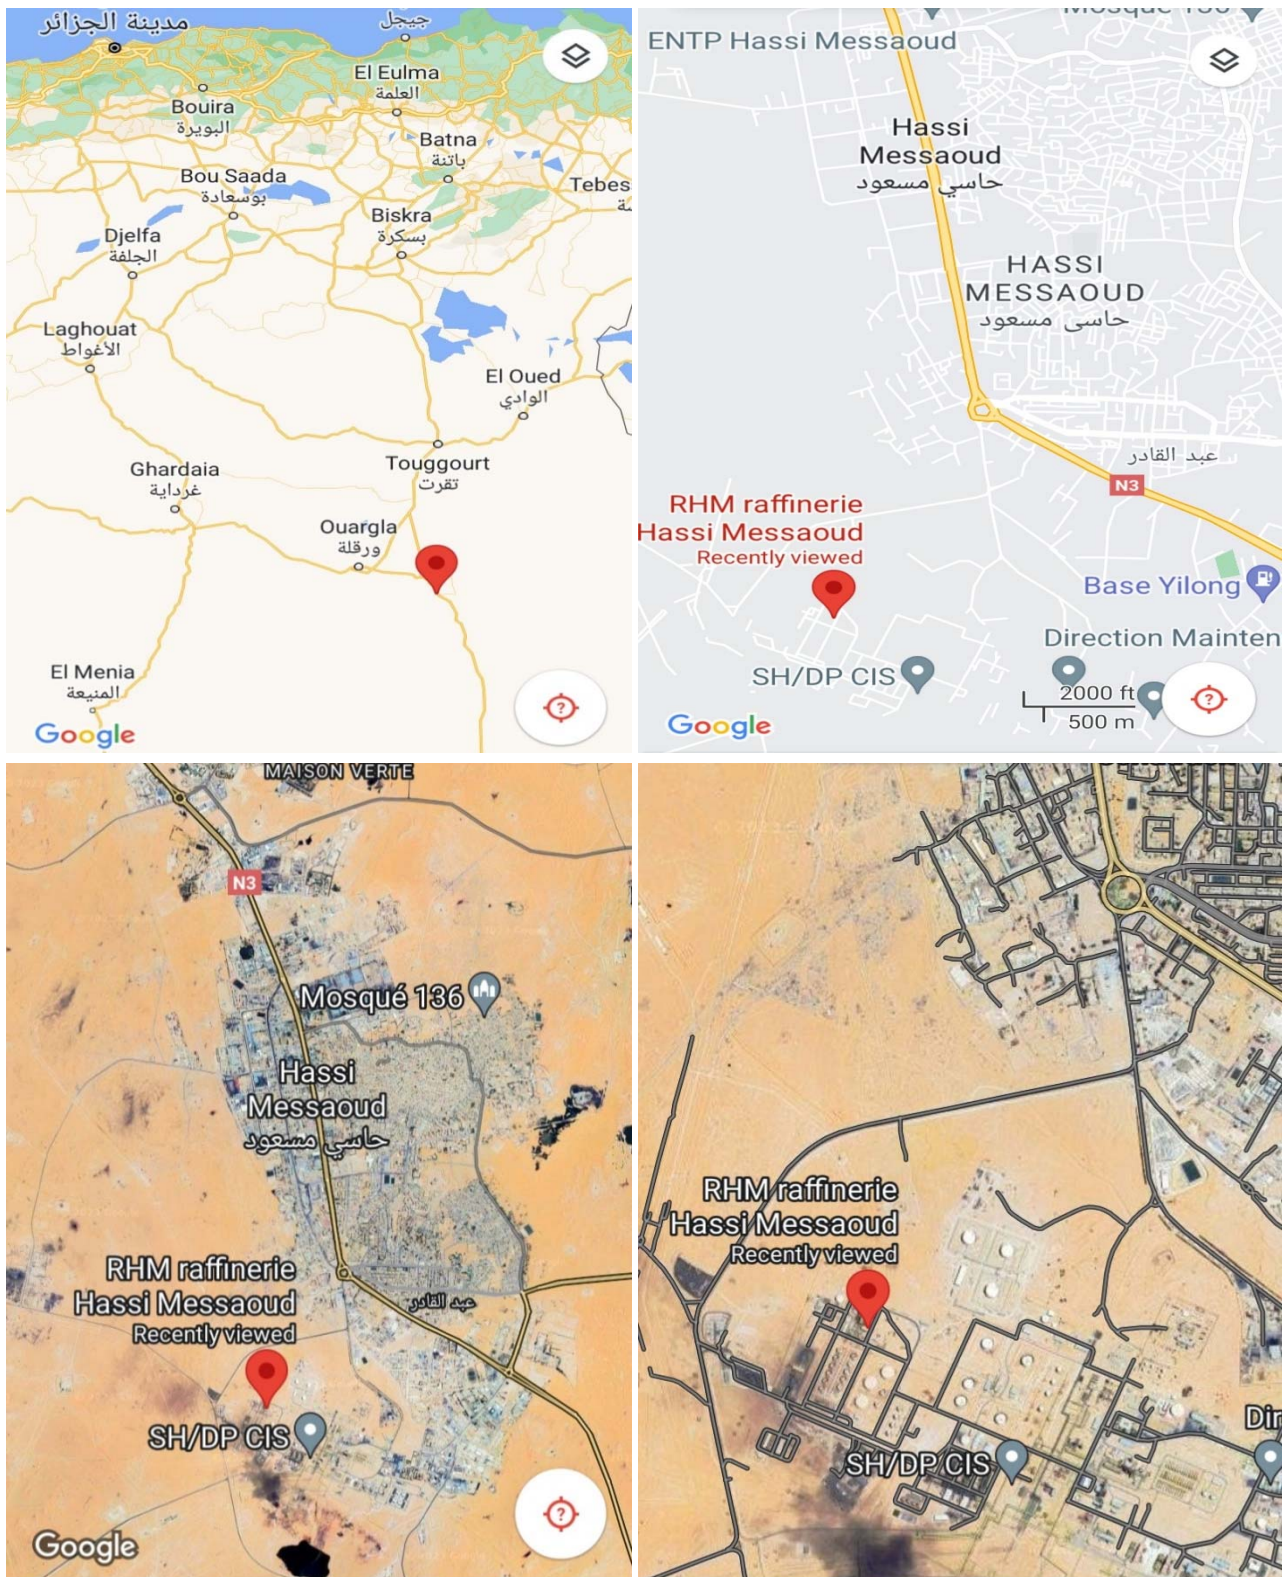 مدينة الجزائر
جيجل
El Eulma
العلمة
Bouira
البويرة
Batna
باتنة
Bou Saada
بوسعادة
Tebes
سة
Biskra
بسكرة
Djelfa
الجلفة
Laghouat
الأغواط
El Oued
الوادي
Touggourt
تقرت
Ghardaia
غرداية
Ouargla
ورقلة
El Menia
المنيعة
?
Google
Mosque 136
ENTP Hassi Messaoud
Hassi
Messaoud
حاسي مسعود
HASSI
MESSAOUD
حاسي مسعود
عبد القادر
N3
RHM raffinerie
Hassi Messaoud
Recently viewed
Base Yilong
Direction Mainten
SH/DP CIS
2000 ft
500 m
?
Google
MAISON VERTE
N3
Mosqué 136
Hassi
Messaoud
حاسي مسعود
RHM raffinerie
Hassi Messaoud
Recently viewed
عبد القادر
SH/DP CIS
?
Google
RHM raffinerie
Hassi Messaoud
Recently viewed
Dir
SH/DP CIS